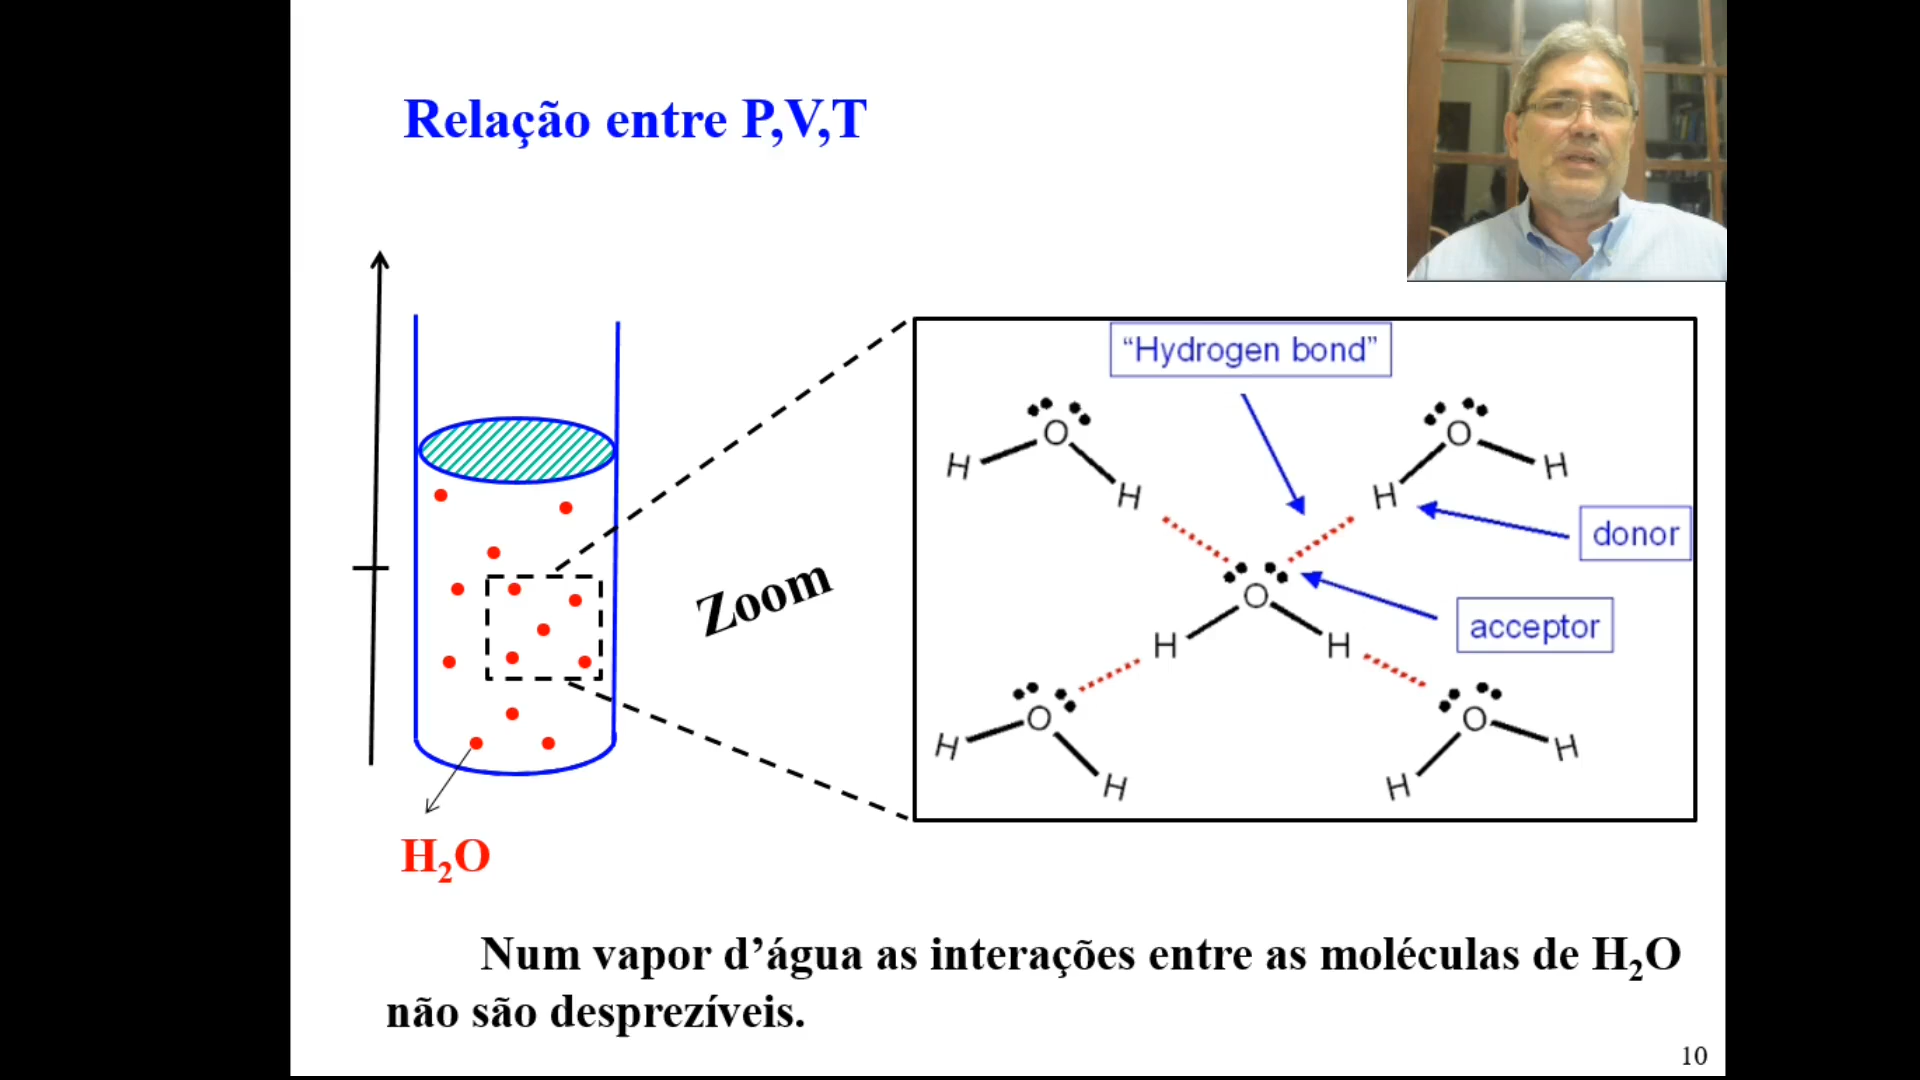 Relação entre P,V,T
“Hydrogen bond”
O
H
H
O
H
H
donor
Zoom
O
H
H
acceptor
O
H
H
O
H
H
H₂O
Num vapor d’água as interações entre as moléculas de H₂O
não são desprezíveis.
10